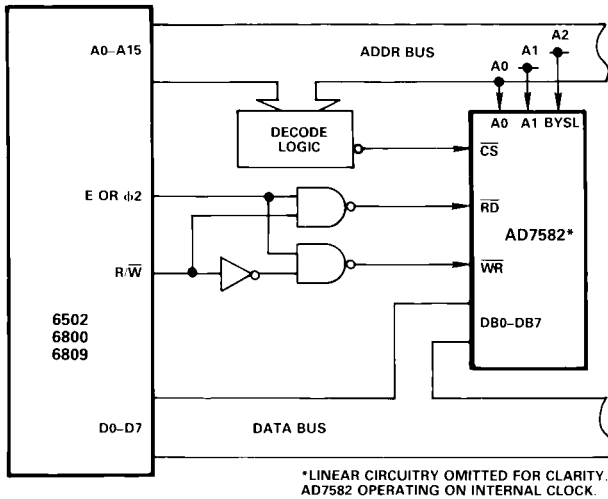 A0–A15
ADDR BUS
A2
A1
A0
A0 A1 BYSL
DECODE
LOGIC
CS
E OR ϕ2
RD
AD7582*
R/W
WR
6502
6800
6809
DB0–DB7
D0–D7
DATA BUS
*LINEAR CIRCUITRY OMITTED FOR CLARITY.
AD7582 OPERATING ON INTERNAL CLOCK.